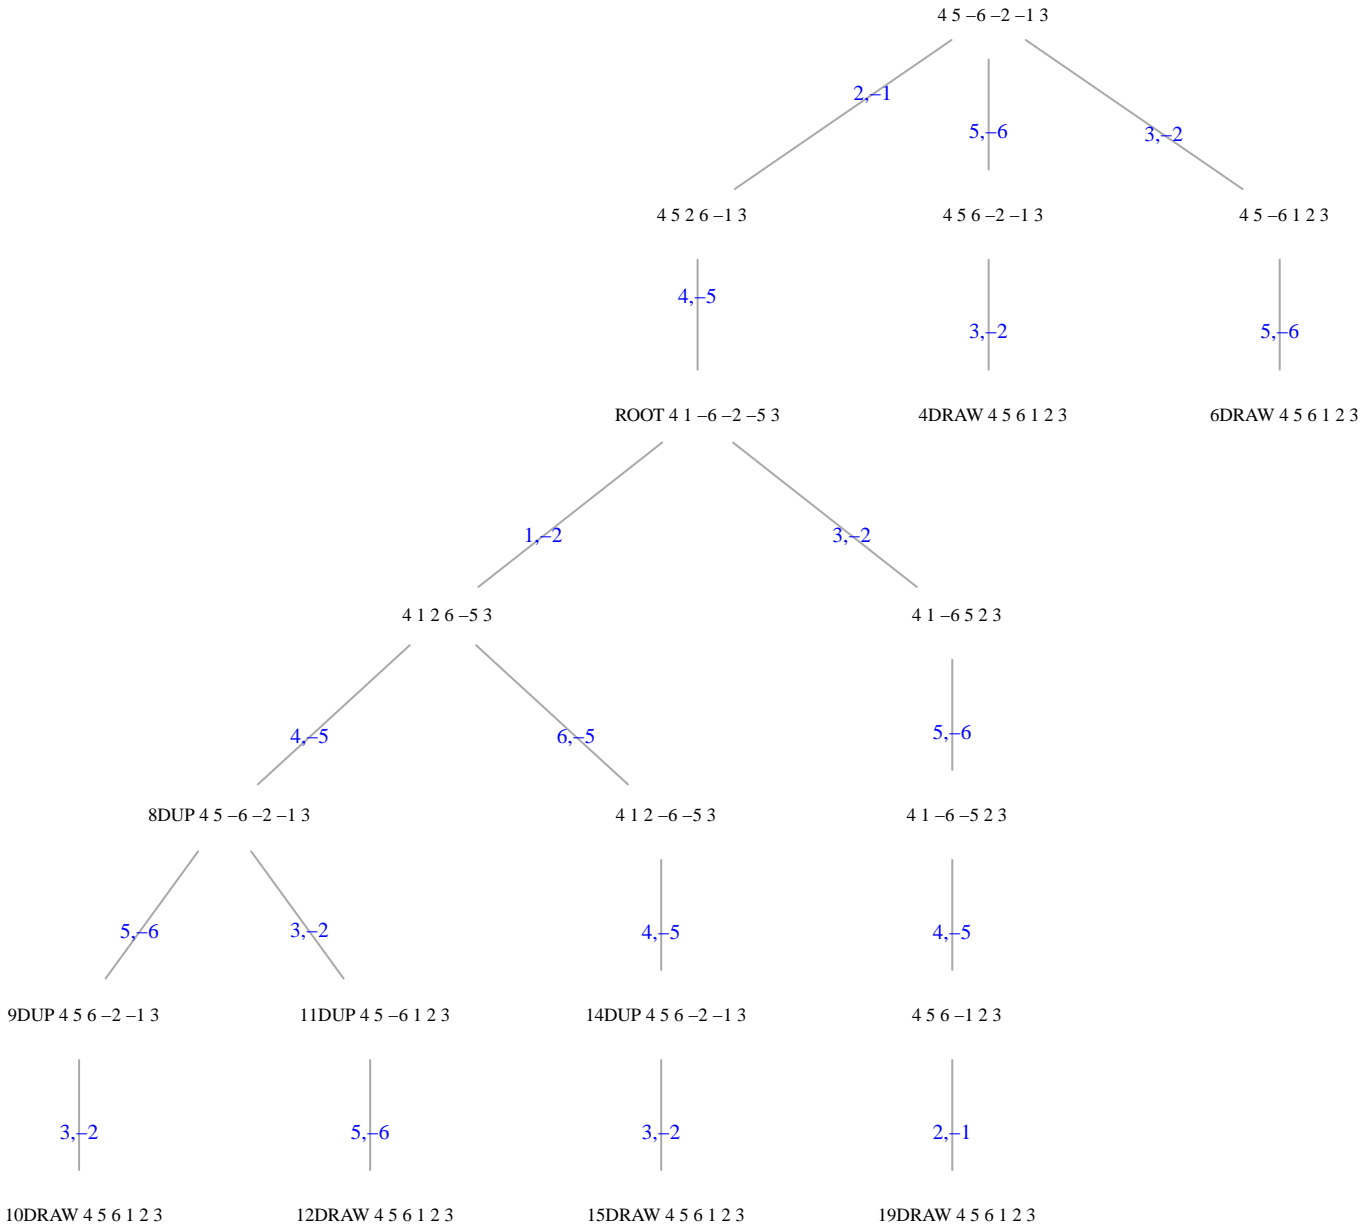 4 5 –6 –2 –1 3
2,–1
5,–6
3,–2
4 5 2 6 –1 3
4 5 6 –2 –1 3
4 5 –6 1 2 3
4,–5
3,–2
5,–6
ROOT 4 1 –6 –2 –5 3
4DRAW 4 5 6 1 2 3
6DRAW 4 5 6 1 2 3
1,–2
3,–2
4 1 2 6 –5 3
4 1 –6 5 2 3
4,–5
6,–5
5,–6
8DUP 4 5 –6 –2 –1 3
4 1 2 –6 –5 3
4 1 –6 –5 2 3
5,–6
3,–2
4,–5
4,–5
9DUP 4 5 6 –2 –1 3
11DUP 4 5 –6 1 2 3
14DUP 4 5 6 –2 –1 3
4 5 6 –1 2 3
3,–2
5,–6
3,–2
2,–1
10DRAW 4 5 6 1 2 3
12DRAW 4 5 6 1 2 3
15DRAW 4 5 6 1 2 3
19DRAW 4 5 6 1 2 3